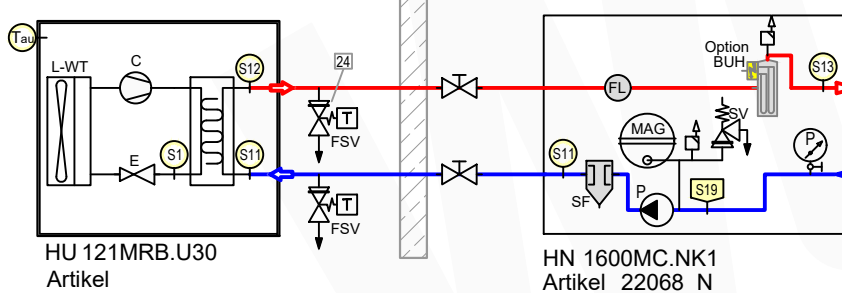 Tau
L-WT
C
S12
24
T
FSV
E
S1
S11
T
FSV
HU 121MRB.U30
Artikel
Option
BUH
FL
S13
MAG
SV
P
S11
SF
P
S19
HN 1600MC.NK1
Artikel 22068 N